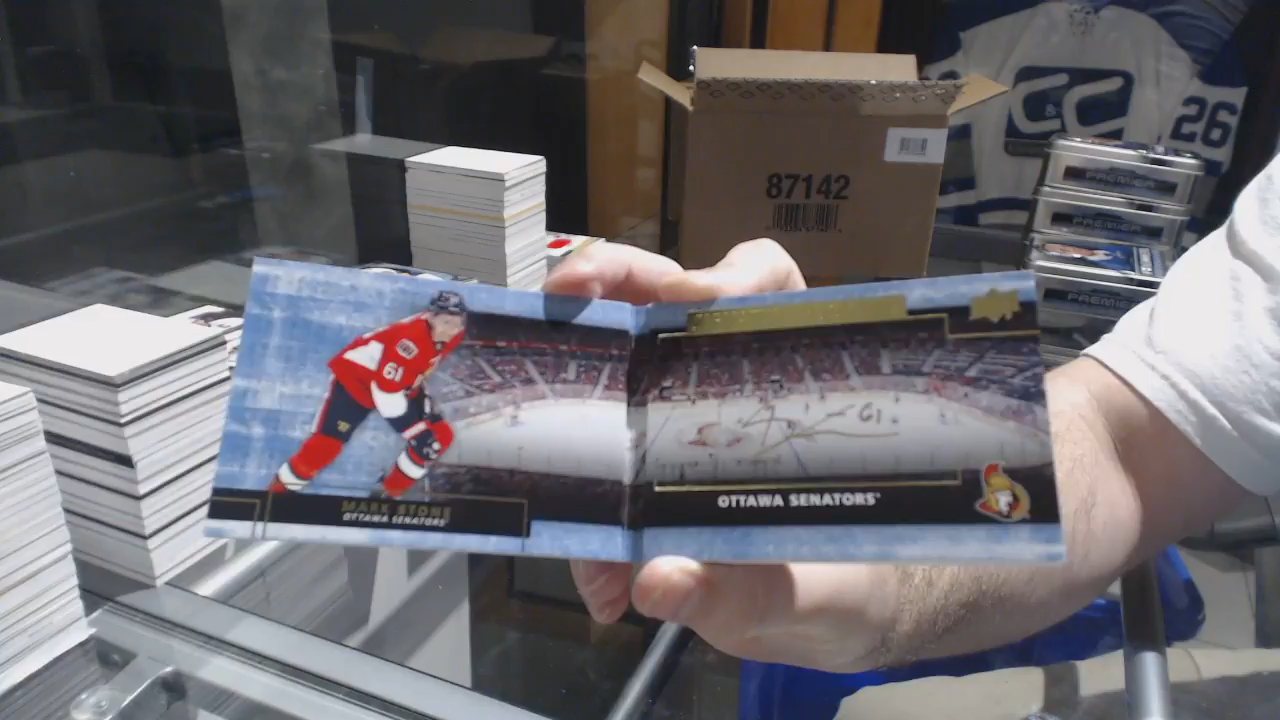 87142
C&C
26
PREMIER
PREMIER
PREMIER
61
MARK STONE
OTTAWA SENATORS
61
OTTAWA SENATORS